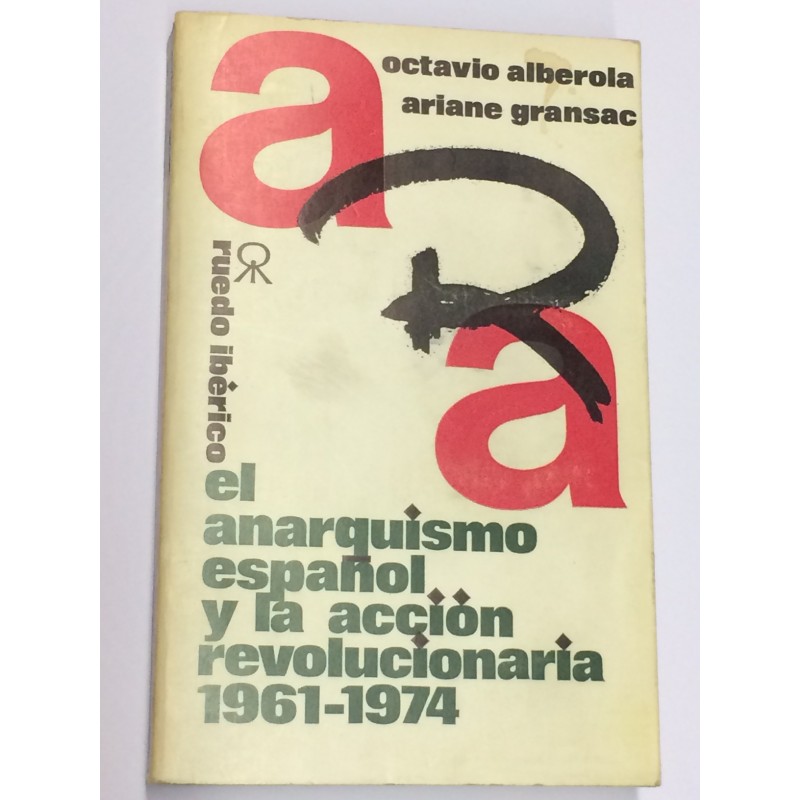 octavio alberola
ariane gransac
a
R
a
ruedo ibérico
el
anarquismo
español
y la acción
revolucionaria
1961-1974